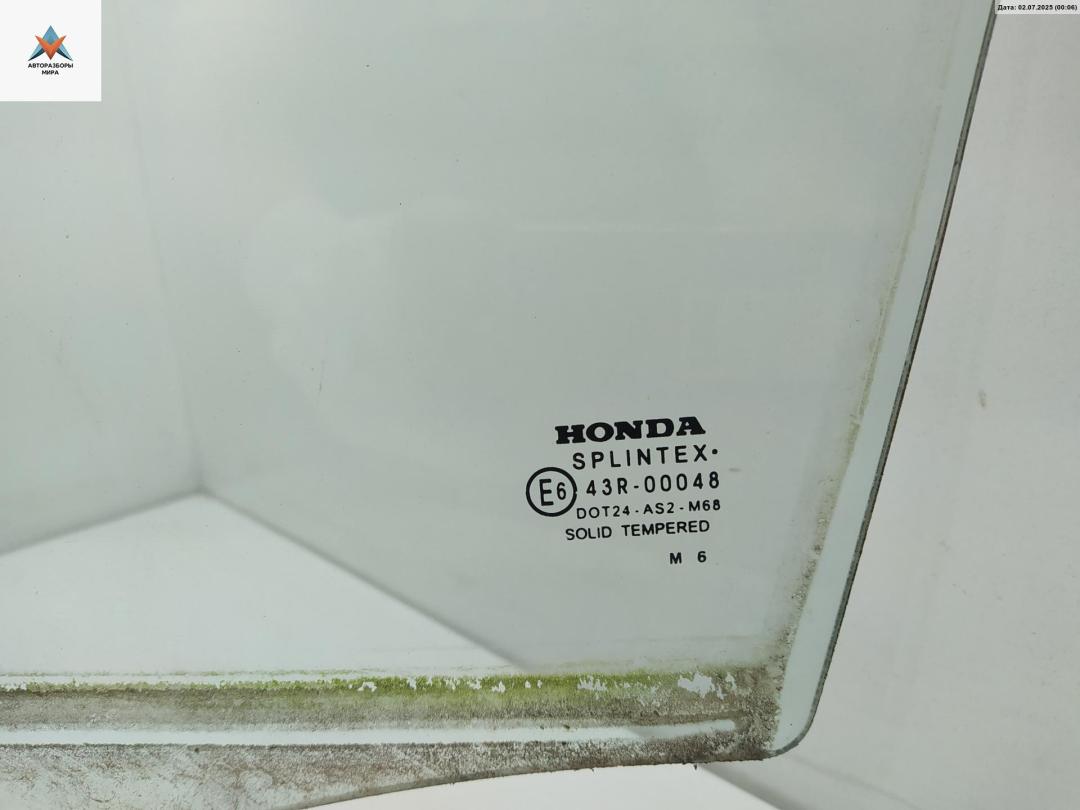 АВТОРАЗБОРЫ
МИРА
Дата: 02.07.2025 (00:06)
HONDA
SPLINTEX·
E6 43R-00048
DOT24-AS2-M68
SOLID TEMPERED
M 6